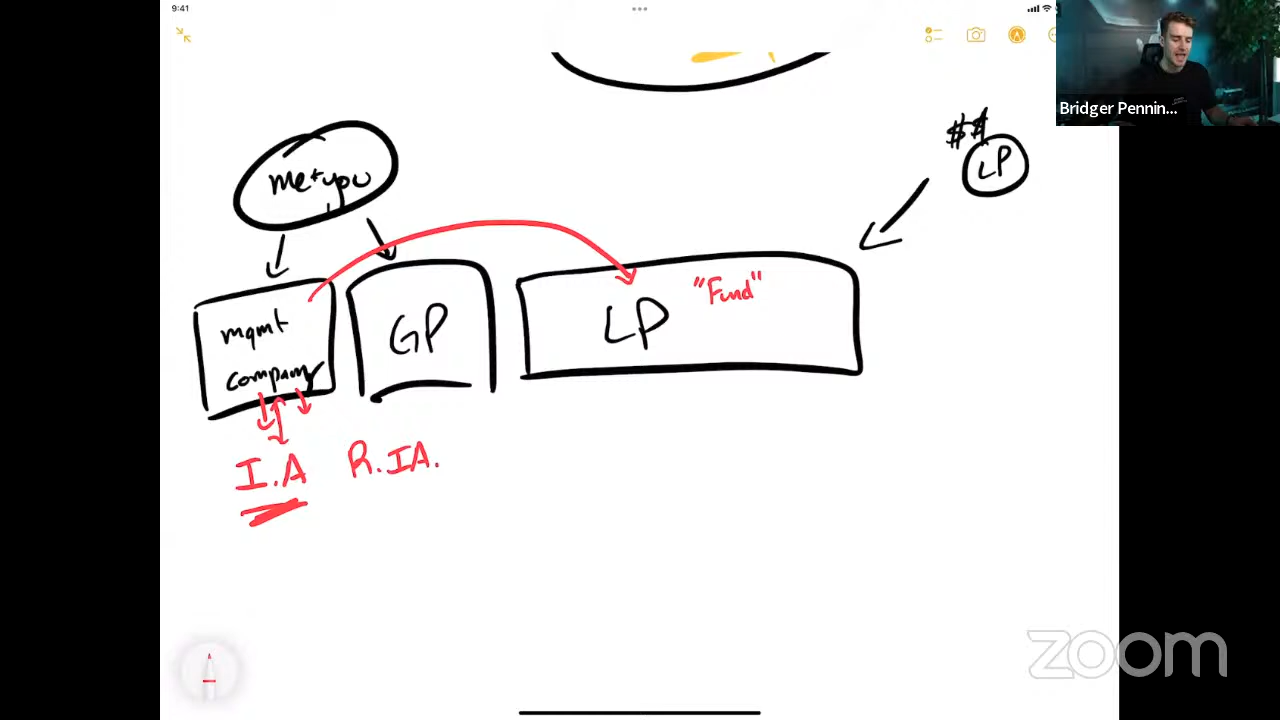 9:41
Bridger Pennin...
$$
LP
me+you
"Fund"
mgmt
company
GP
LP
I.A
R.IA.
zoom